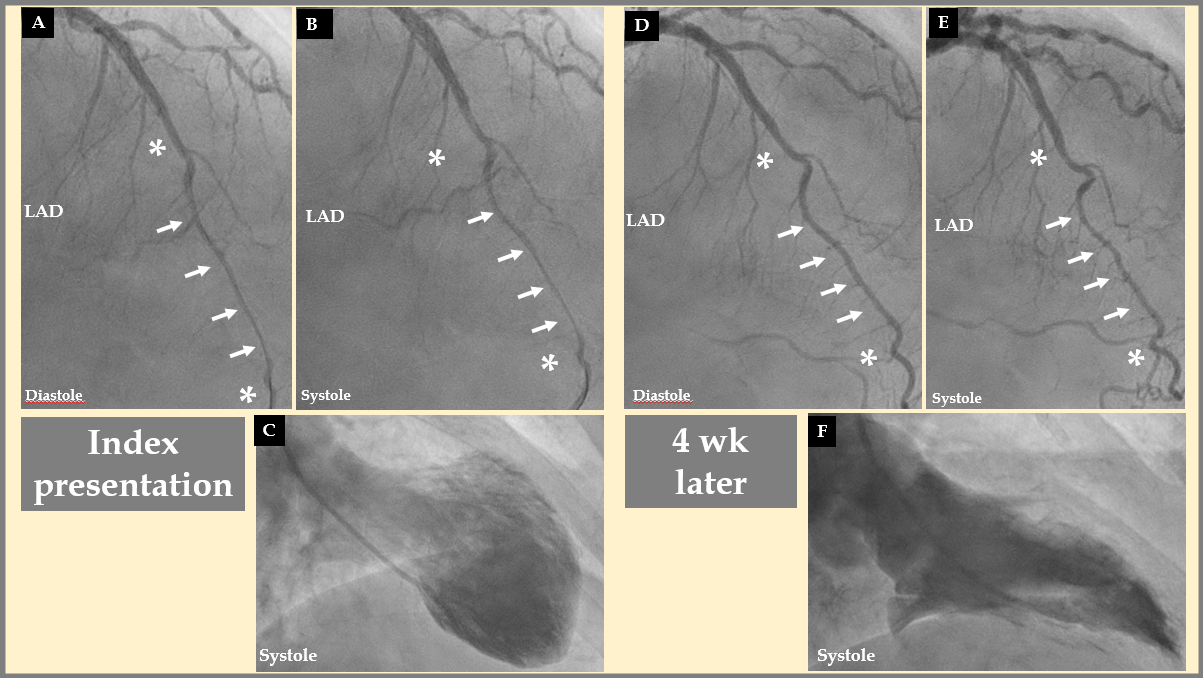 A
B
D
E
*
*
*
*
LAD
LAD
LAD
LAD
*
*
*
*
Diastole
Systole
Diastole
Systole
Index
presentation
C
Systole
4 wk
later
F
Systole